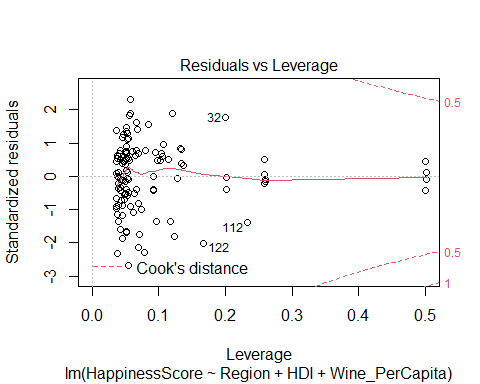 Residuals vs Leverage
Standardized residuals
2
1
0
-1
-2
-3
32
112
122
Cook's distance
0.5
0.5
1
0.0 0.1 0.2 0.3 0.4 0.5
Leverage
lm(HappinessScore ~ Region + HDI + Wine_PerCapita)